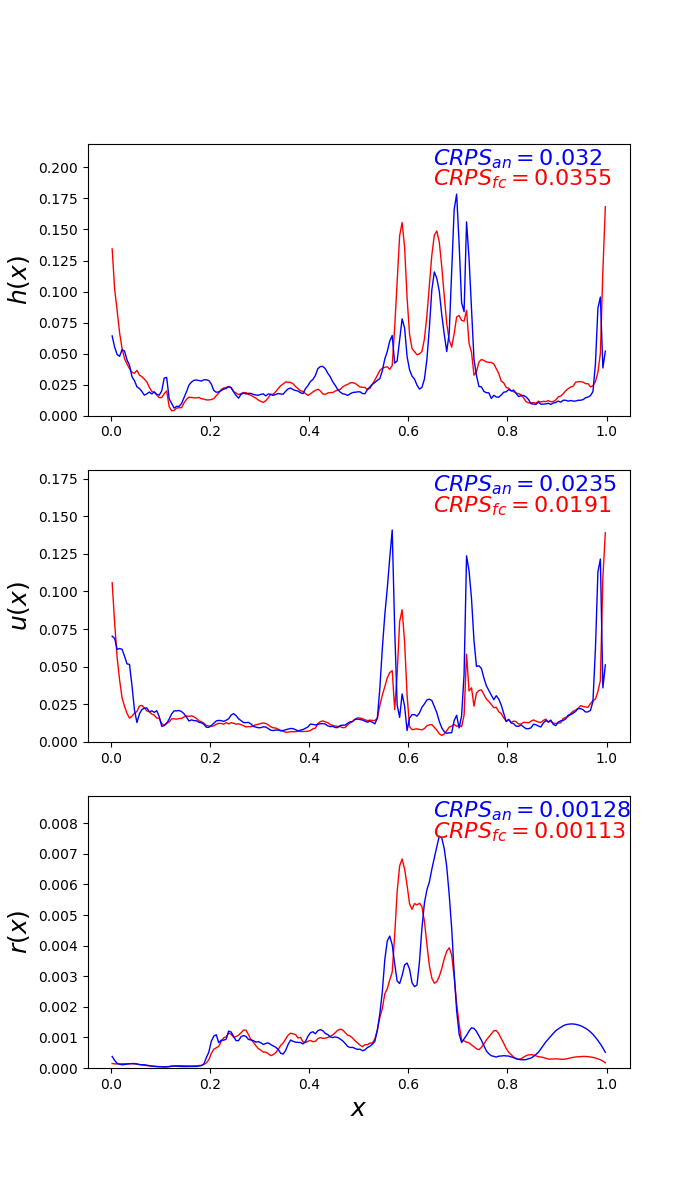 CRPS_an = 0.032
CRPS_fc = 0.0355
h(x)
0.200
0.175
0.150
0.125
0.100
0.075
0.050
0.025
0.000
0.0 0.2 0.4 0.6 0.8 1.0
CRPS_an = 0.0235
CRPS_fc = 0.0191
u(x)
0.175
0.150
0.125
0.100
0.075
0.050
0.025
0.000
0.0 0.2 0.4 0.6 0.8 1.0
CRPS_an = 0.00128
CRPS_fc = 0.00113
r(x)
0.008
0.007
0.006
0.005
0.004
0.003
0.002
0.001
0.000
0.0 0.2 0.4 0.6 0.8 1.0
x